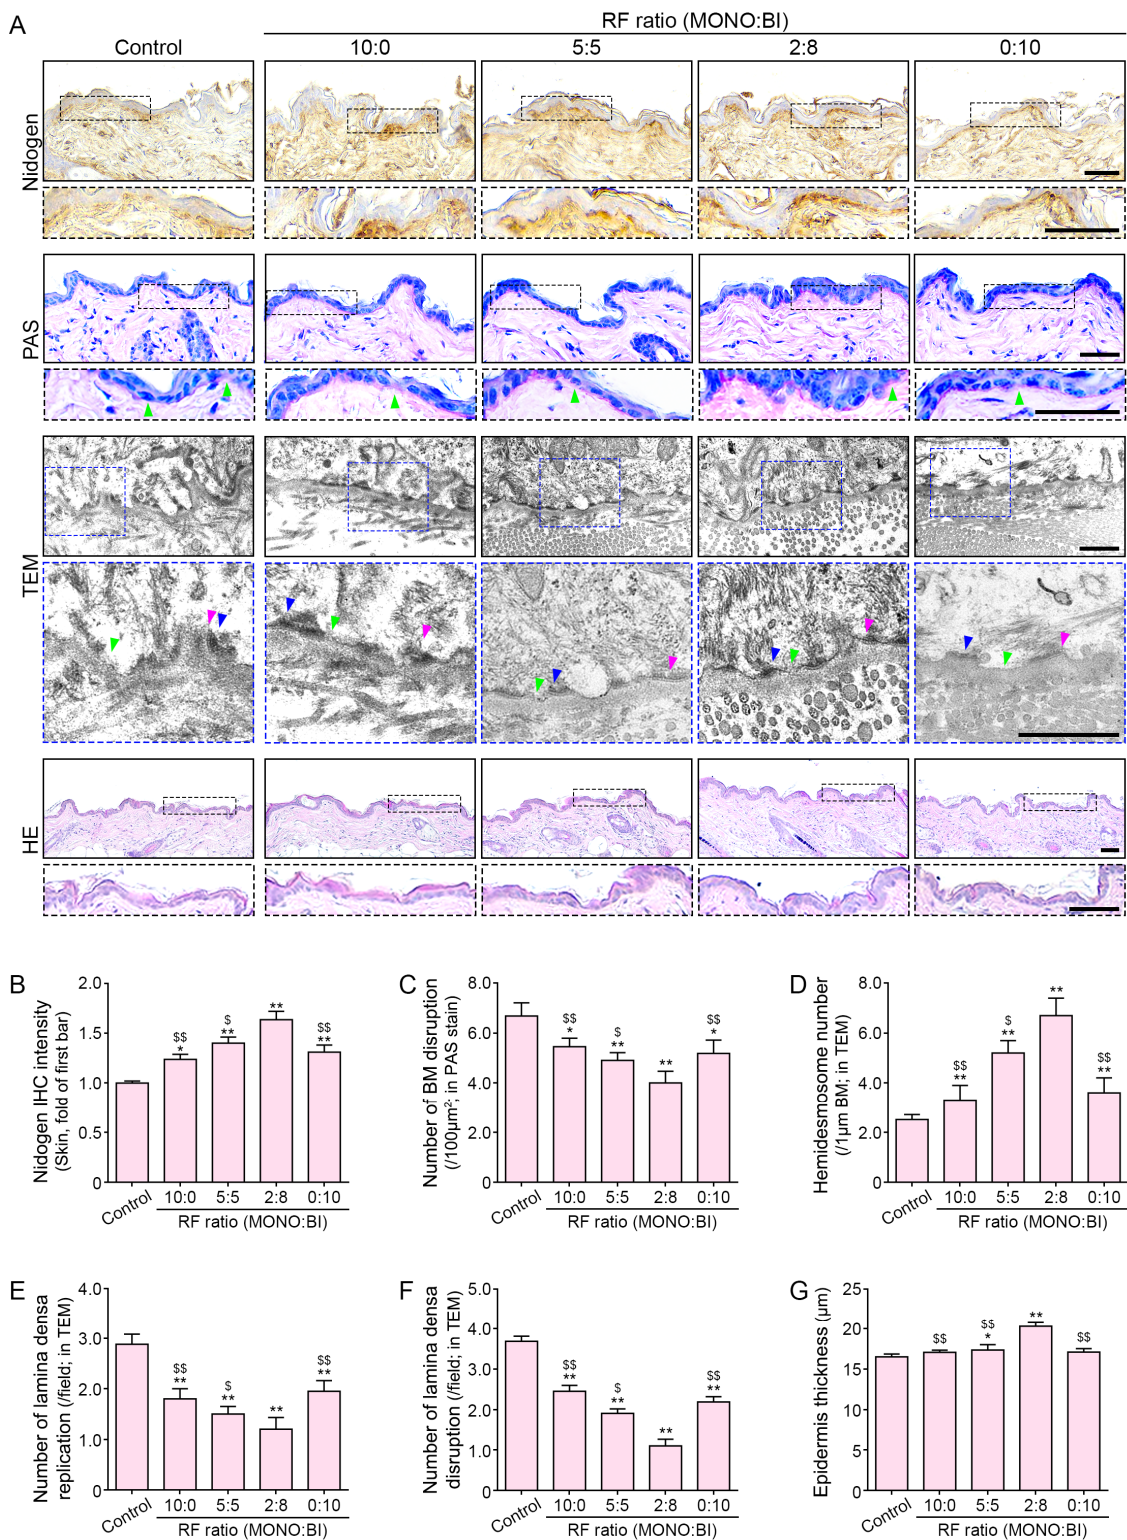 A
RF ratio (MONO:BI)
Control 10:0 5:5 2:8 0:10
Nidogen
PAS
TEM
HE
B
Nidogen IHC intensity
(Skin, fold of first bar)
2.0
1.5
1.0
0.5
0
$$
*
$
**
**
$$
**
Control 10:0 5:5 2:8 0:10
RF ratio (MONO:BI)
C
Number of BM disruption
(/100µm²; in PAS stain)
8.0
6.0
4.0
2.0
0
$$
*
$
**
**
$$
*
Control 10:0 5:5 2:8 0:10
RF ratio (MONO:BI)
D
Hemidesmosome number
(/1µm BM; in TEM)
8.0
6.0
4.0
2.0
0
$$
**
$
**
**
$$
**
Control 10:0 5:5 2:8 0:10
RF ratio (MONO:BI)
E
Number of lamina densa
replication (/field; in TEM)
4.0
3.0
2.0
1.0
0
$$
**
$
**
**
$$
**
Control 10:0 5:5 2:8 0:10
RF ratio (MONO:BI)
F
Number of lamina densa
disruption (/field; in TEM)
5.0
4.0
3.0
2.0
1.0
0
$$
**
$
**
**
$$
**
Control 10:0 5:5 2:8 0:10
RF ratio (MONO:BI)
G
Epidermis thickness (µm)
25
20
15
10
5
0
$$
$$
*
**
$$
Control 10:0 5:5 2:8 0:10
RF ratio (MONO:BI)